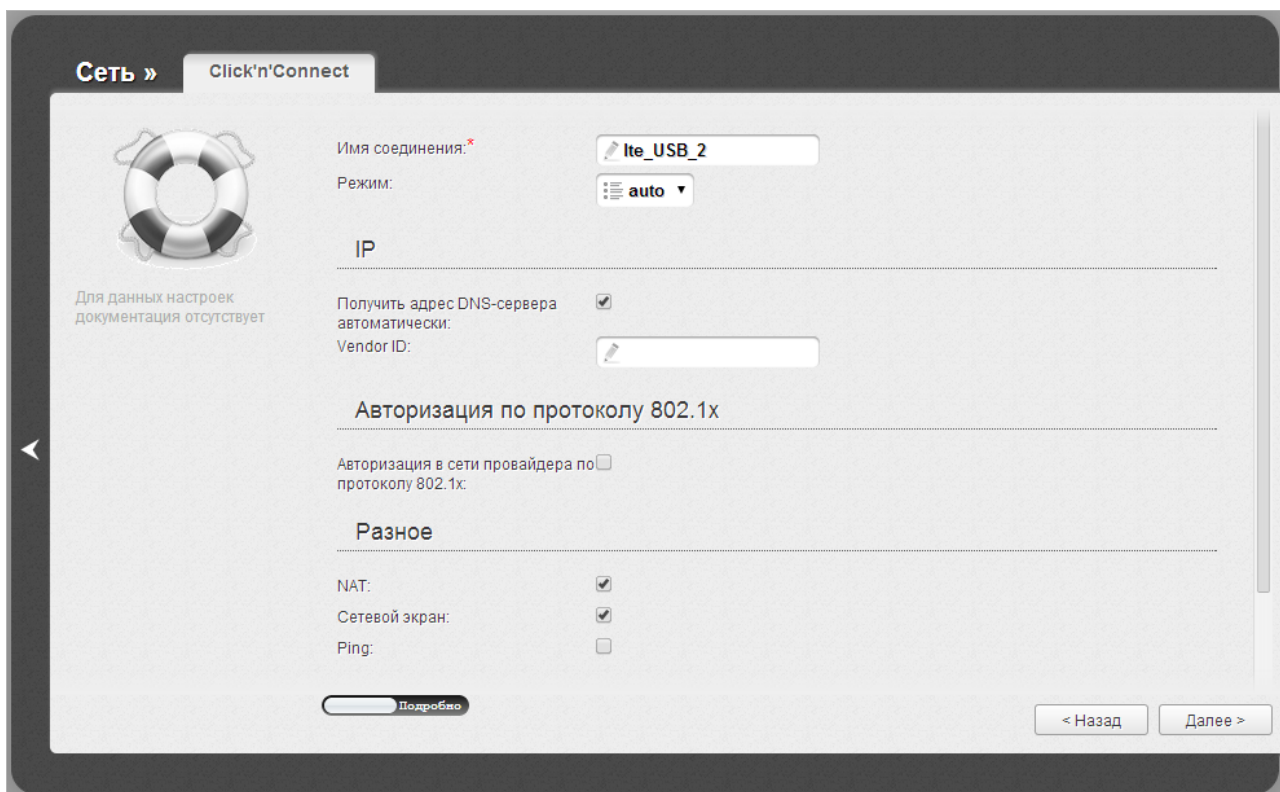 Сеть »
Click'n'Connect
Для данных настроек
документация отсутствует
Имя соединения:*
lte_USB_2
Режим:
auto
IP
Получить адрес DNS-сервера
автоматически:
Vendor ID:
Авторизация по протоколу 802.1x
Авторизация в сети провайдера по
протоколу 802.1x:
Разное
NAT:
Сетевой экран:
Ping:
Подробно
< Назад
Далее >